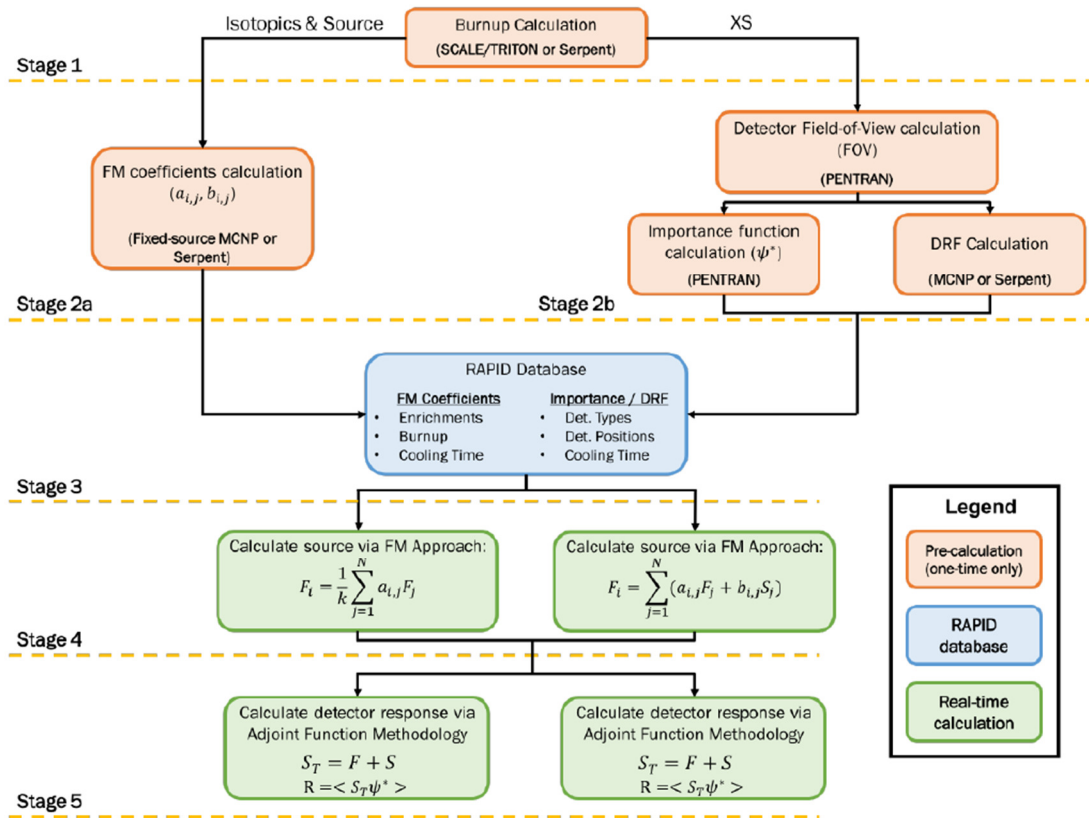 Isotopics & Source
Burnup Calculation
(SCALE/TRITON or Serpent)
XS
Stage 1
FM coefficients calculation
(a_{i,j}, b_{i,j})
(Fixed-source MCNP or
Serpent)
Detector Field-of-View calculation
(FOV)
(PENTRAN)
Importance function
calculation (ψ*)
(PENTRAN)
DRF Calculation
(MCNP or Serpent)
Stage 2a
Stage 2b
RAPID Database
FM Coefficients
• Enrichments
• Burnup
• Cooling Time
Importance / DRF
• Det. Types
• Det. Positions
• Cooling Time
Stage 3
Calculate source via FM Approach:
F_i = \frac{1}{k} \sum_{j=1}^{N} a_{i,j} F_j
Calculate source via FM Approach:
F_i = \sum_{j=1}^{N} (a_{i,j} F_j + b_{i,j} S_j)
Stage 4
Calculate detector response via
Adjoint Function Methodology
S_T = F + S
R =< S_T ψ* >
Calculate detector response via
Adjoint Function Methodology
S_T = F + S
R =< S_T ψ* >
Stage 5
Legend
Pre-calculation
(one-time only)
RAPID
database
Real-time
calculation